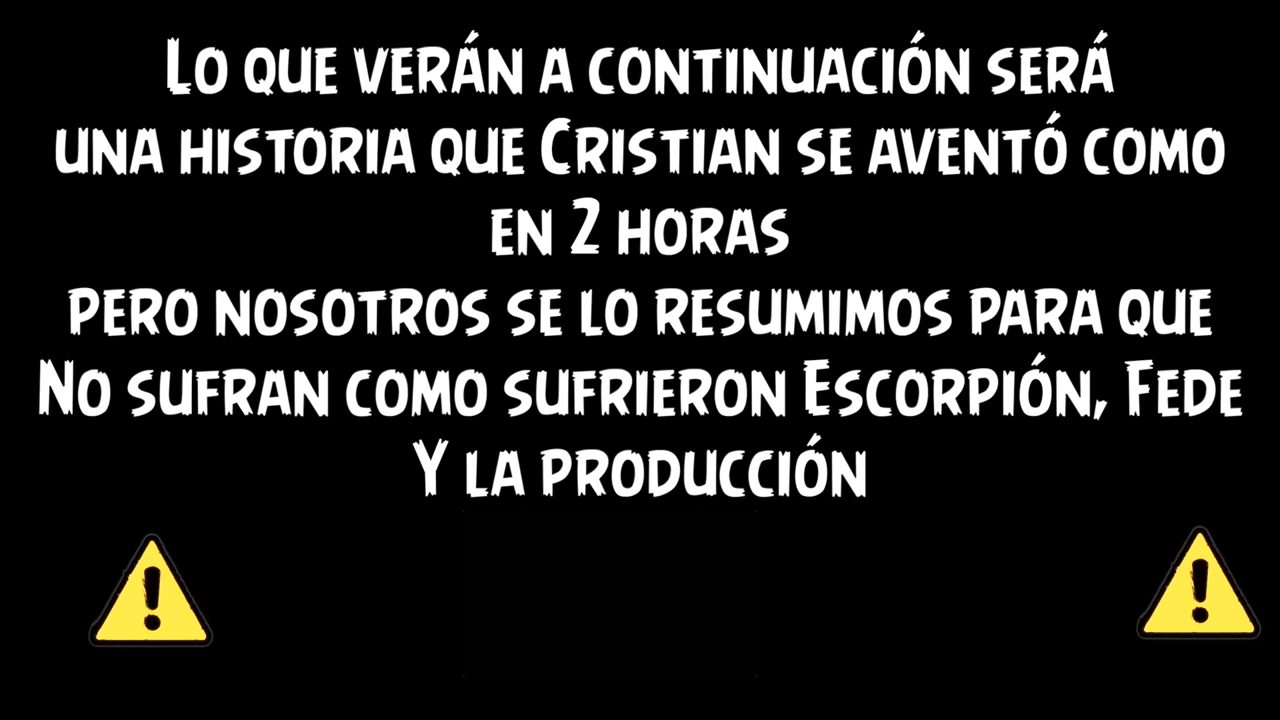 Lo que verán a continuación será
una historia que Cristian se aventó como
en 2 horas
pero nosotros se lo resumimos para que
No sufran como sufrieron Escorpión, Fede
Y la producción